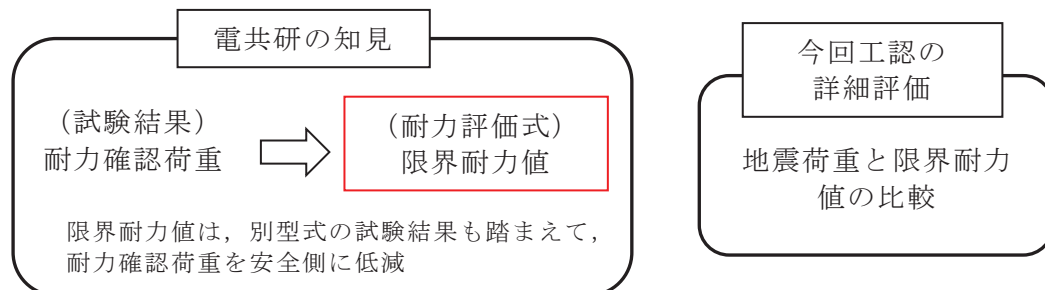 電共研の知見
（試験結果）
耐力確認荷重
（耐力評価式）
限界耐力値
限界耐力値は，別型式の試験結果も踏まえて，
耐力確認荷重を安全側に低減
今回工認の
詳細評価
地震荷重と限界耐力
値の比較